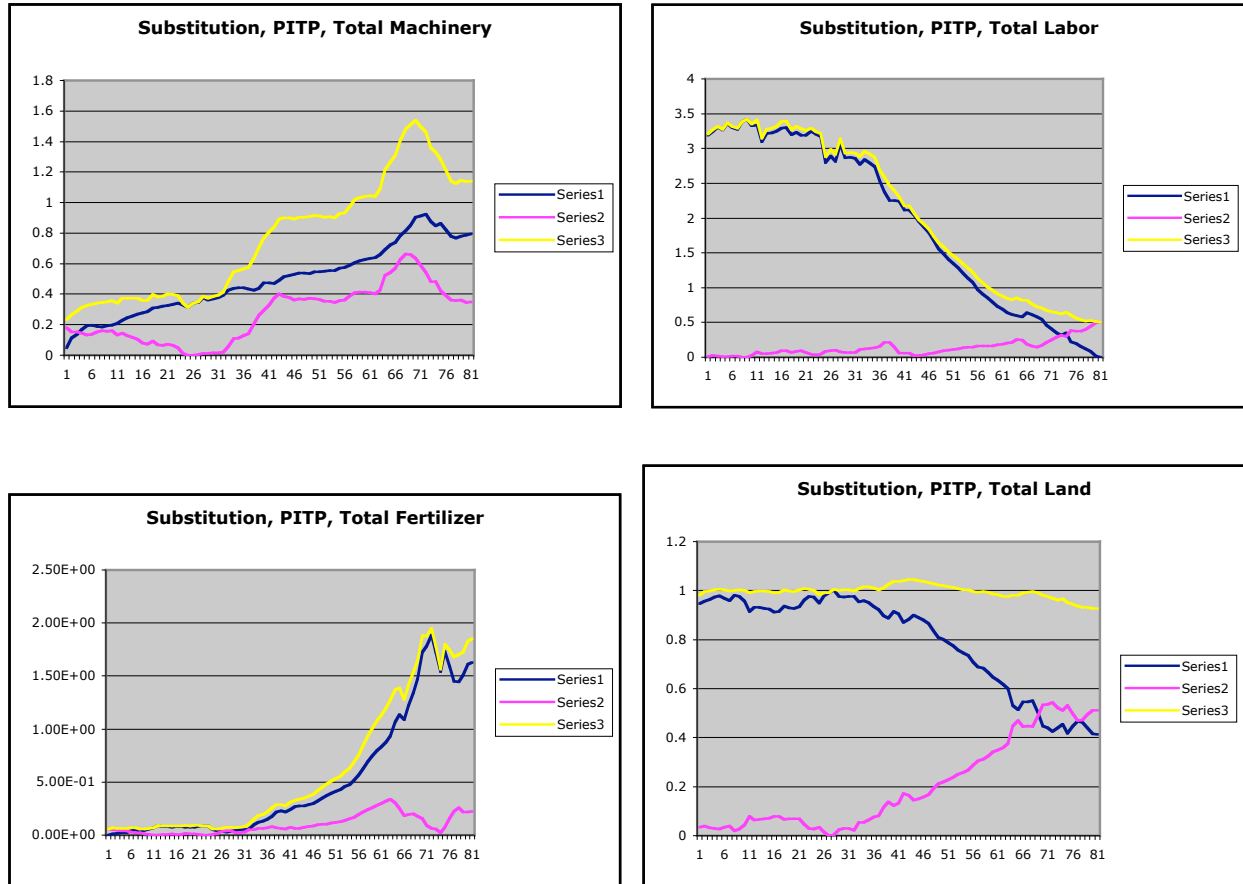 Substitution, PITP, Total Machinery
1.8
1.6
1.4
1.2
1
0.8
0.6
0.4
0.2
0
1 6 11 16 21 26 31 36 41 46 51 56 61 66 71 76 81
Series1
Series2
Series3
Substitution, PITP, Total Labor
4
3.5
3
2.5
2
1.5
1
0.5
0
1 6 11 16 21 26 31 36 41 46 51 56 61 66 71 76 81
Series1
Series2
Series3
Substitution, PITP, Total Fertilizer
2.50E+00
2.00E+00
1.50E+00
1.00E+00
5.00E-01
0.00E+00
1 6 11 16 21 26 31 36 41 46 51 56 61 66 71 76 81
Series1
Series2
Series3
Substitution, PITP, Total Land
1.2
1
0.8
0.6
0.4
0.2
0
1 6 11 16 21 26 31 36 41 46 51 56 61 66 71 76 81
Series1
Series2
Series3